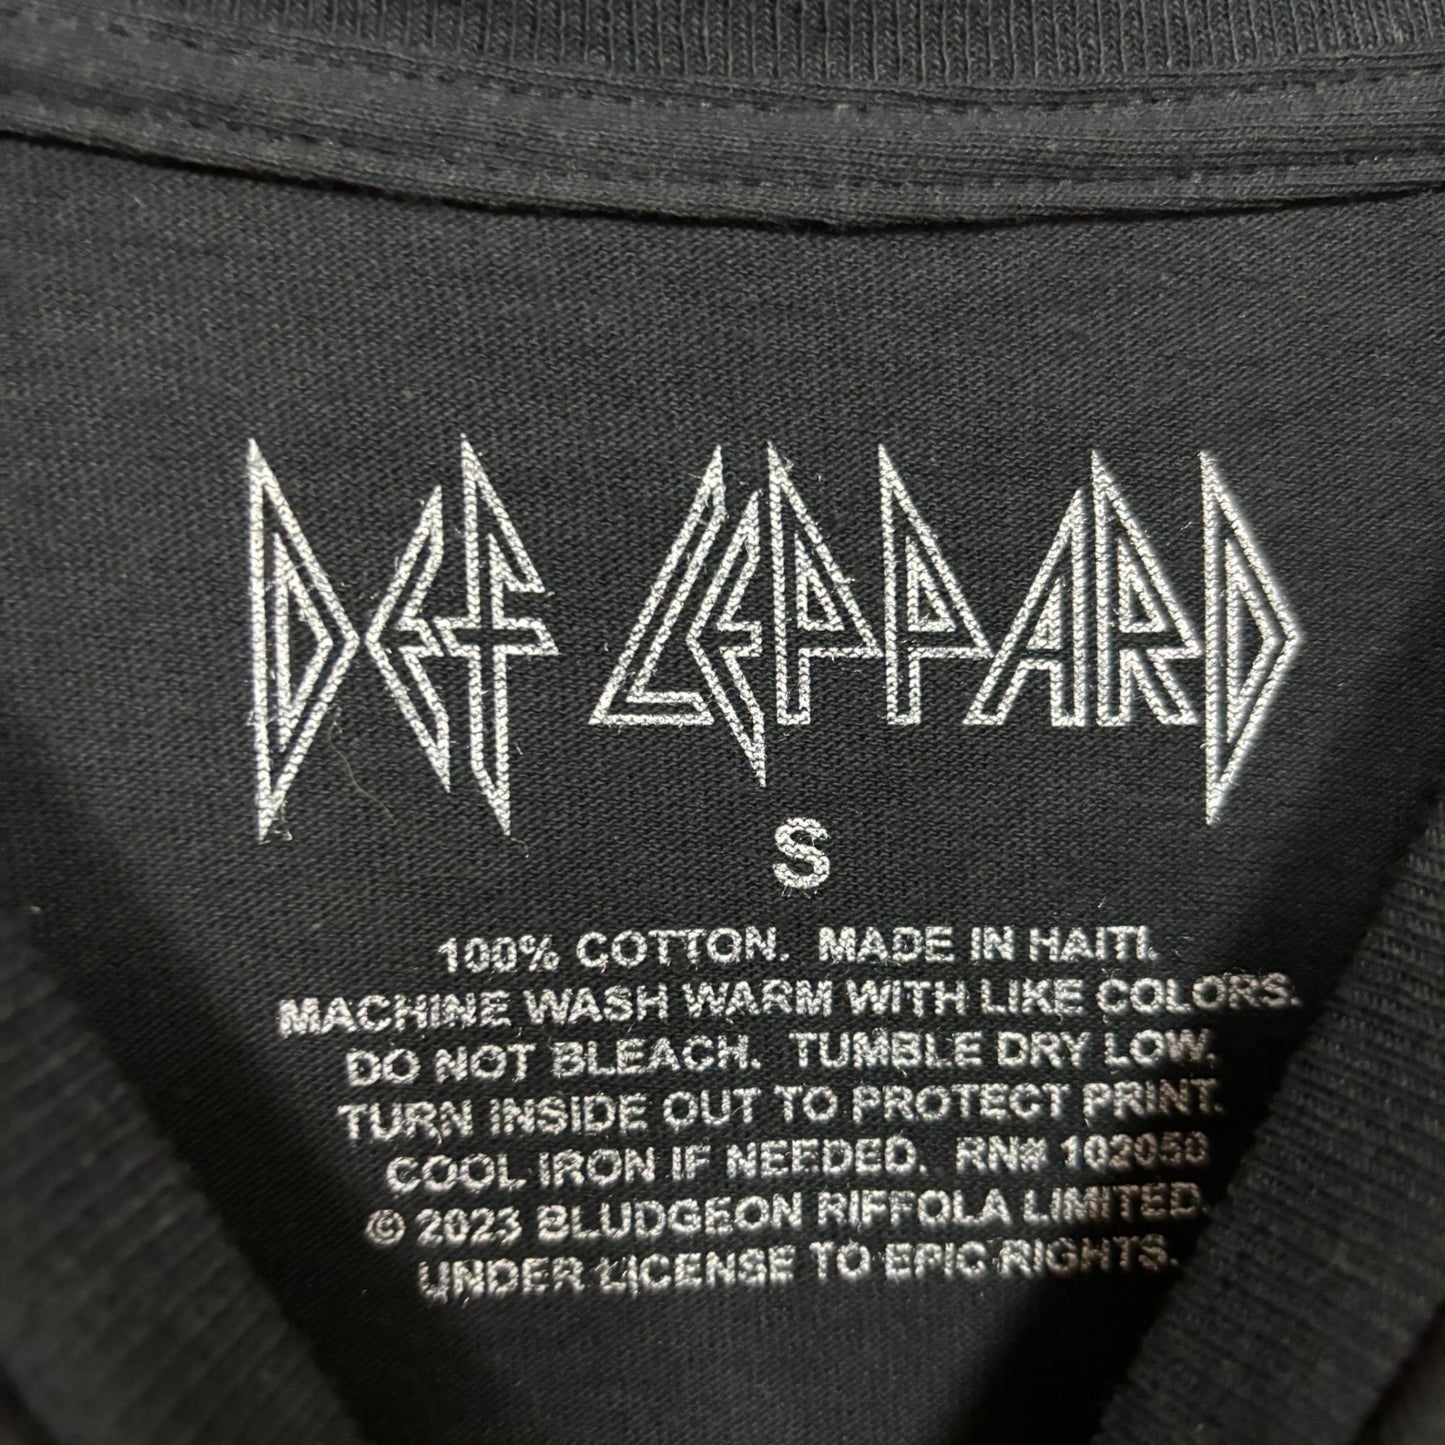 DEF LEPPARD
S
100% COTTON. MADE IN HAITI.
MACHINE WASH WARM WITH LIKE COLORS.
DO NOT BLEACH. TUMBLE DRY LOW.
TURN INSIDE OUT TO PROTECT PRINT.
COOL IRON IF NEEDED. RN# 102050
© 2023 BLUDGEON RIFFOLA LIMITED.
UNDER LICENSE TO EPIC RIGHTS.